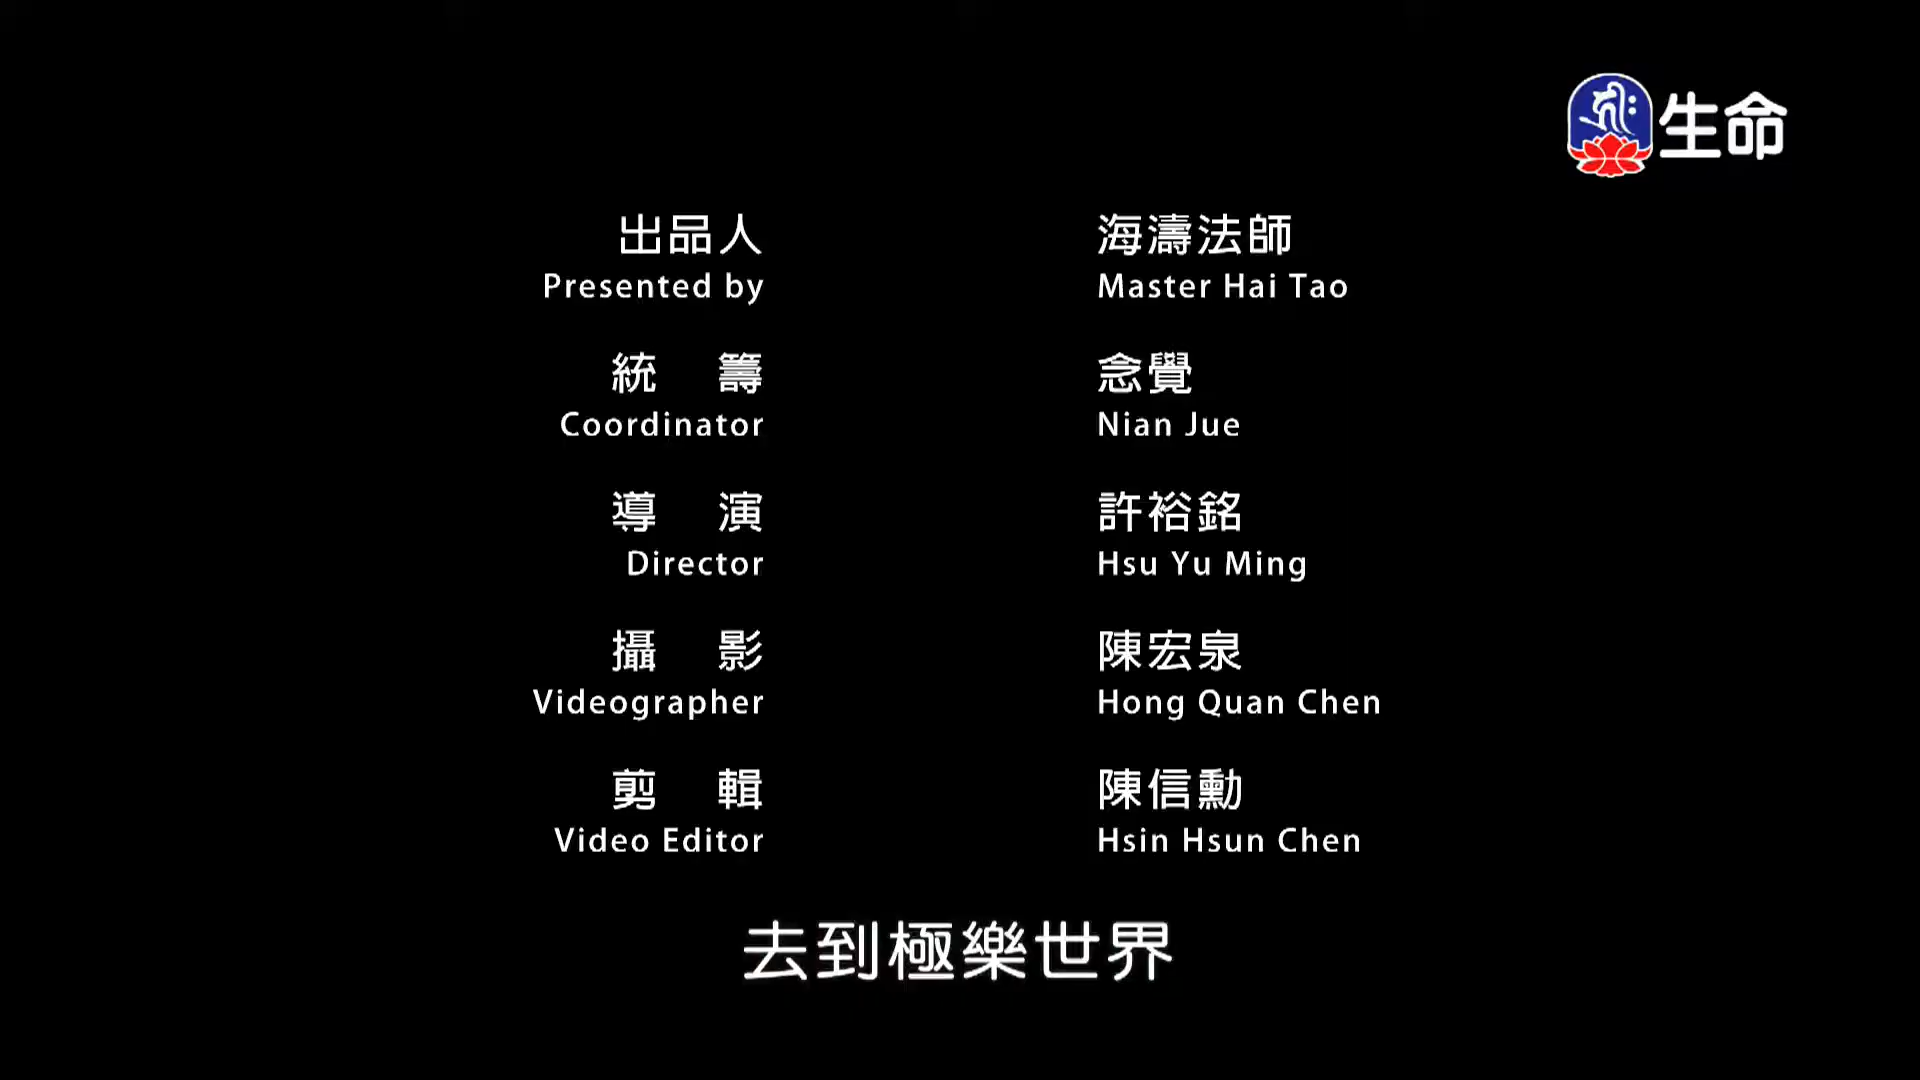 生命
出品人 海濤法師
Presented by Master Hai Tao
統 籌 念覺
Coordinator Nian Jue
導 演 許裕銘
Director Hsu Yu Ming
攝 影 陳宏泉
Videographer Hong Quan Chen
剪 輯 陳信勳
Video Editor Hsin Hsun Chen
去到極樂世界